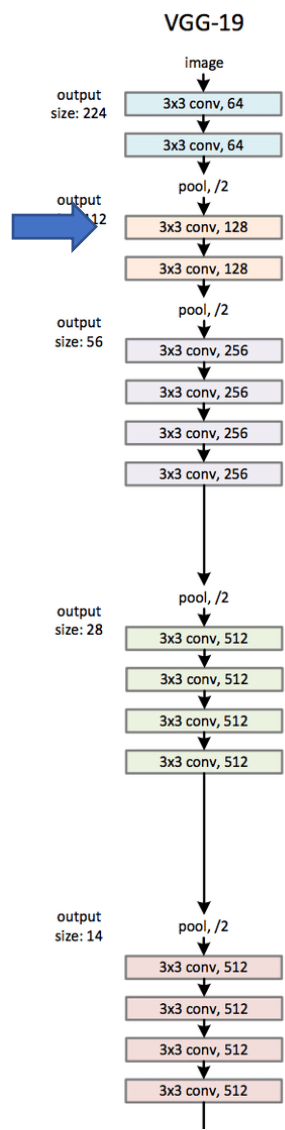 VGG-19
image
output
size: 224
3x3 conv, 64
3x3 conv, 64
pool, /2
output
112
3x3 conv, 128
3x3 conv, 128
pool, /2
output
size: 56
3x3 conv, 256
3x3 conv, 256
3x3 conv, 256
3x3 conv, 256
pool, /2
output
size: 28
3x3 conv, 512
3x3 conv, 512
3x3 conv, 512
3x3 conv, 512
pool, /2
output
size: 14
3x3 conv, 512
3x3 conv, 512
3x3 conv, 512
3x3 conv, 512